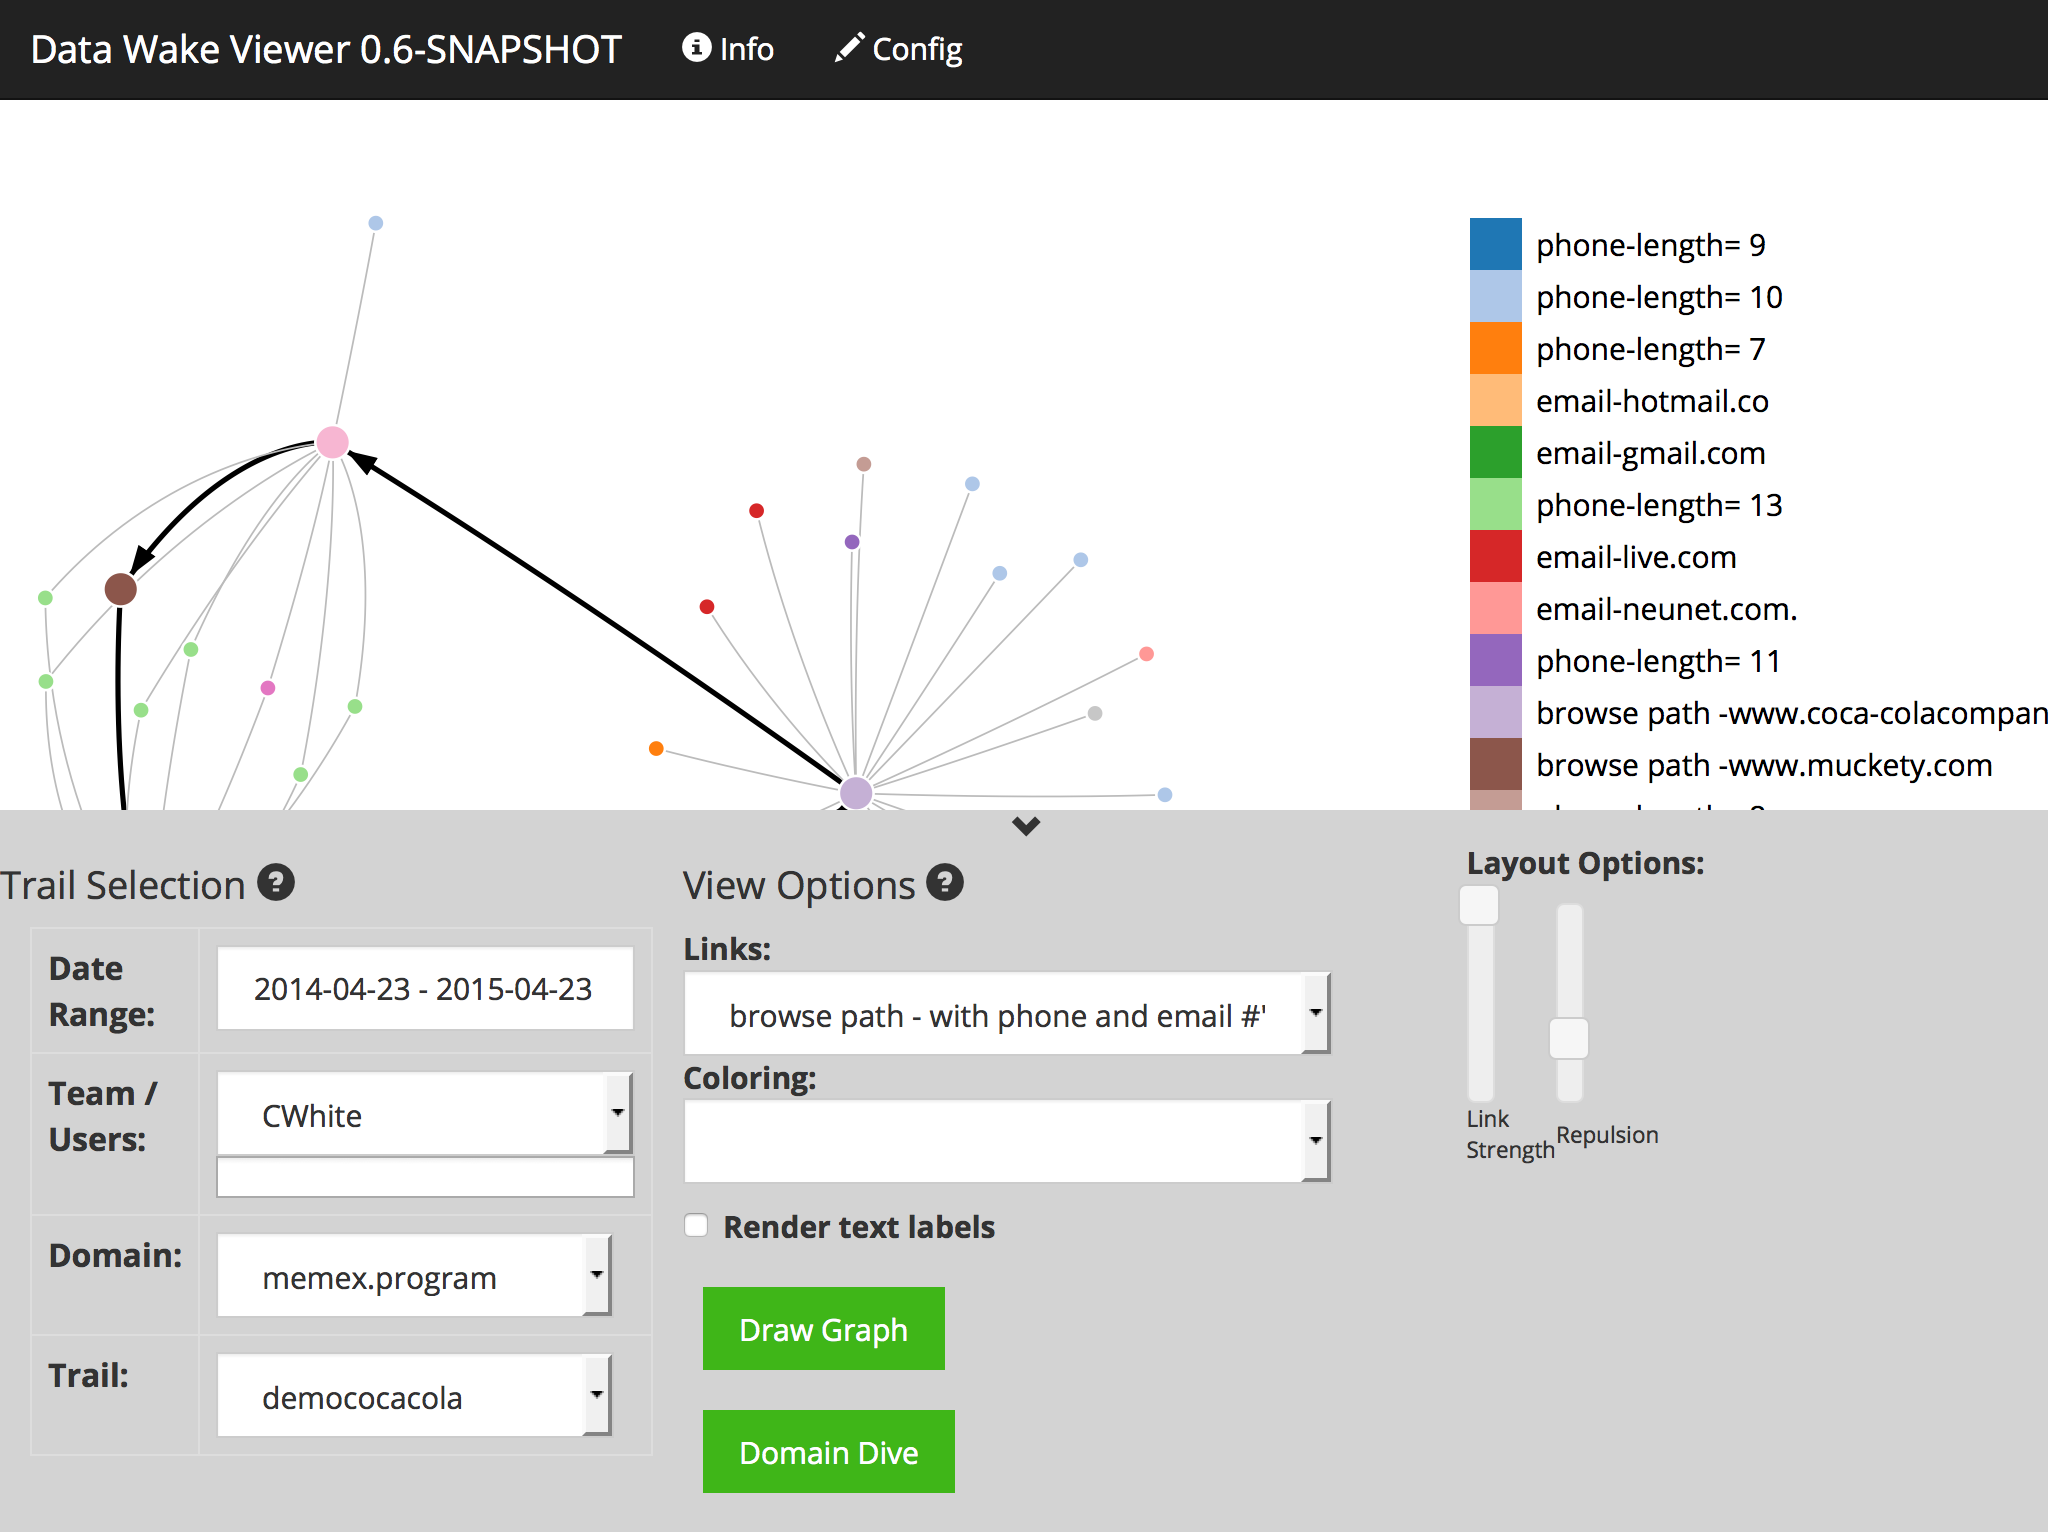 Data Wake Viewer 0.6-SNAPSHOT Info Config
phone-length= 9
phone-length= 10
phone-length= 7
email-hotmail.co
email-gmail.com
phone-length= 13
email-live.com
email-neunet.com.
phone-length= 11
browse path -www.coca-colacompan
browse path -www.muckety.com
Trail Selection
Date Range: 2014-04-23 - 2015-04-23
Team / Users: CWhite
Domain: memex.program
Trail: demococacola
View Options
Links:
browse path - with phone and email #'
Coloring:
Render text labels
Draw Graph
Domain Dive
Layout Options:
Link Strength
Repulsion